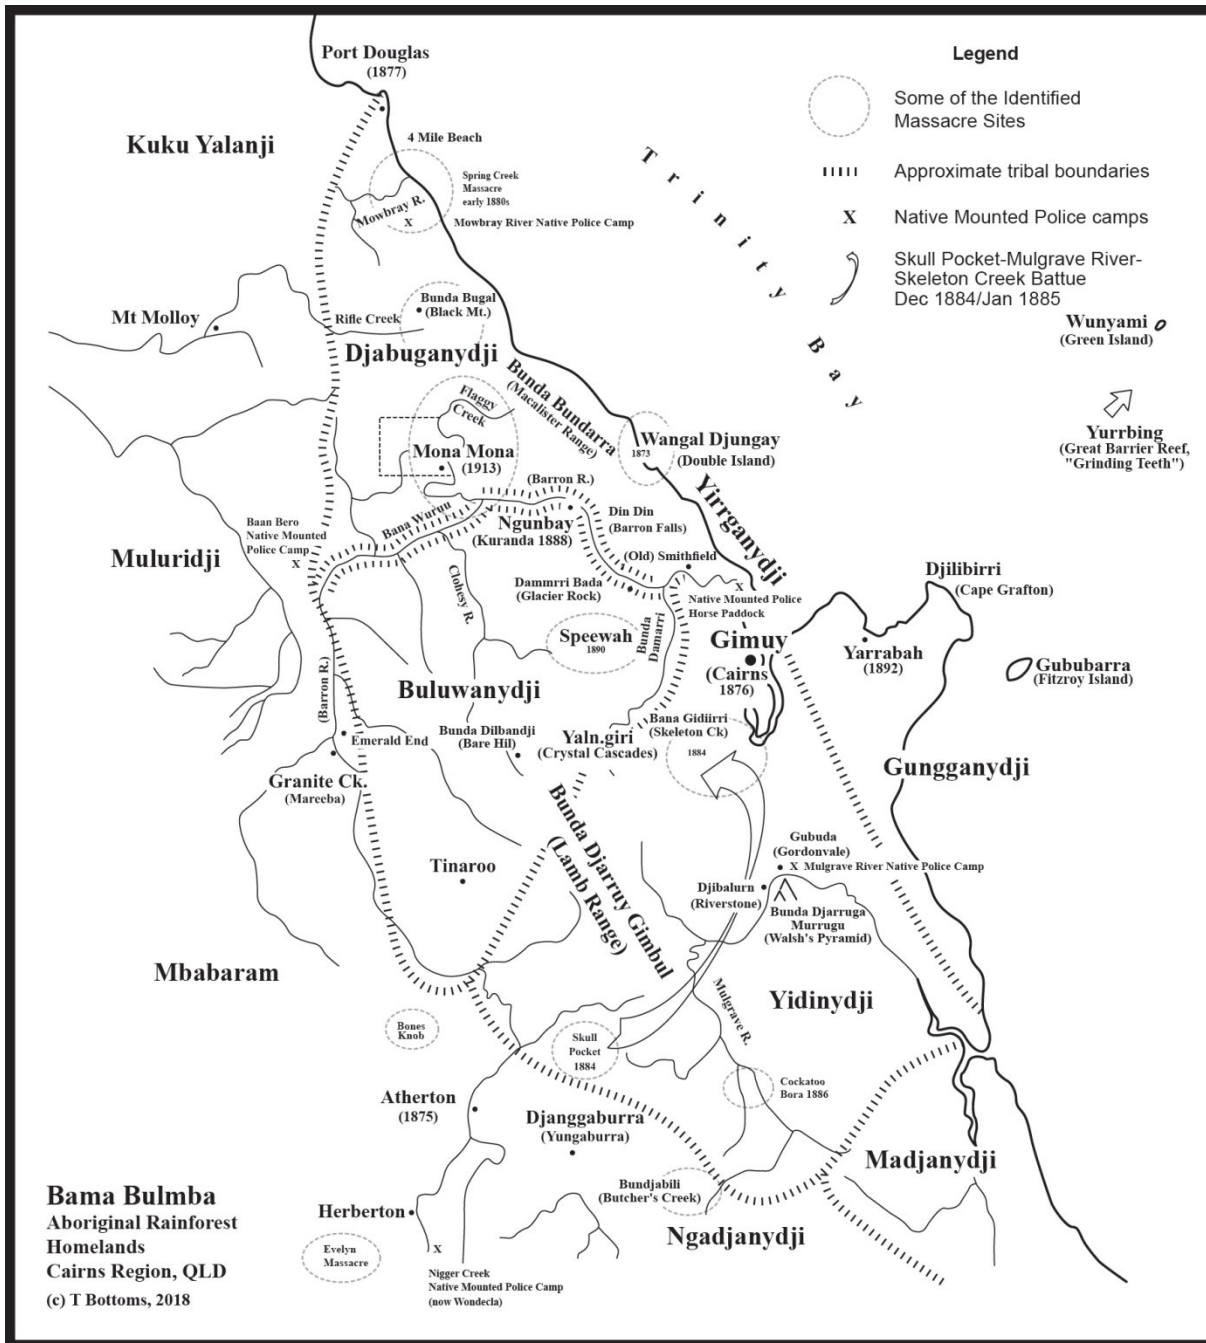 Port Douglas
(1877)
Legend
Some of the Identified
Massacre Sites
Approximate tribal boundaries
X Native Mounted Police camps
Skull Pocket-Mulgrave River-
Skeleton Creek Battue
Dec 1884/Jan 1885
Kuku Yalanji
4 Mile Beach
Spring Creek
Massacre
early 1880s
Mowbray R.
X
Mowbray River Native Police Camp
Trinity Bay
Mt Molloy
Rifle Creek
Bunda Bugal
(Black Mt.)
Djabuganydji
Wunyami
(Green Island)
Yurrbing
(Great Barrier Reef,
"Grinding Teeth")
Bunda Bundarra
(Macalister Range)
Flaggy
Creek
Mona Mona
(1913)
1873
Wangal Djungay
(Double Island)
Yirrganydji
(Barron R.)
Bana Wuruu
Ngunbay
(Kuranda 1888)
Din Din
(Barron Falls)
(Old) Smithfield
Baan Bero
Native Mounted
Police Camp
X
Muluridji
Clohesy R.
Dammrri Bada
(Glacier Rock)
X
Native Mounted Police
Horse Paddock
Djilibirri
(Cape Grafton)
Speewah
1890
Bunda
Damarri
Gimuy
(Cairns
1876)
Yarrabah
(1892)
Gububarra
(Fitzroy Island)
Buluwanydji
(Barron R.)
Emerald End
Bunda Dilbandji
(Bare Hil)
Yaln.giri
(Crystal Cascades)
Bana Gidiirri
(Skeleton Ck)
1884
Gungganydji
Granite Ck.
(Mareeba)
Bunda Djarruy Gimbul
(Lamb Range)
Tinaroo
Gubuda
(Gordonvale)
X Mulgrave River Native Police Camp
Djibalurn
(Riverstone)
Bunda Djarruga
Murrugu
(Walsh's Pyramid)
Mbabaram
Yidinydji
Mulgrave R.
Bones
Knob
Skull
Pocket
1884
Cockatoo
Bora 1886
Atherton
(1875)
Djanggaburra
(Yungaburra)
Madjanydji
Bundjabili
(Butcher's Creek)
Ngadjanydji
Herberton
Evelyn
Massacre
X
Nigger Creek
Native Mounted Police Camp
(now Wondecla)
Bama Bulmba
Aboriginal Rainforest
Homelands
Cairns Region, QLD
(c) T Bottoms, 2018